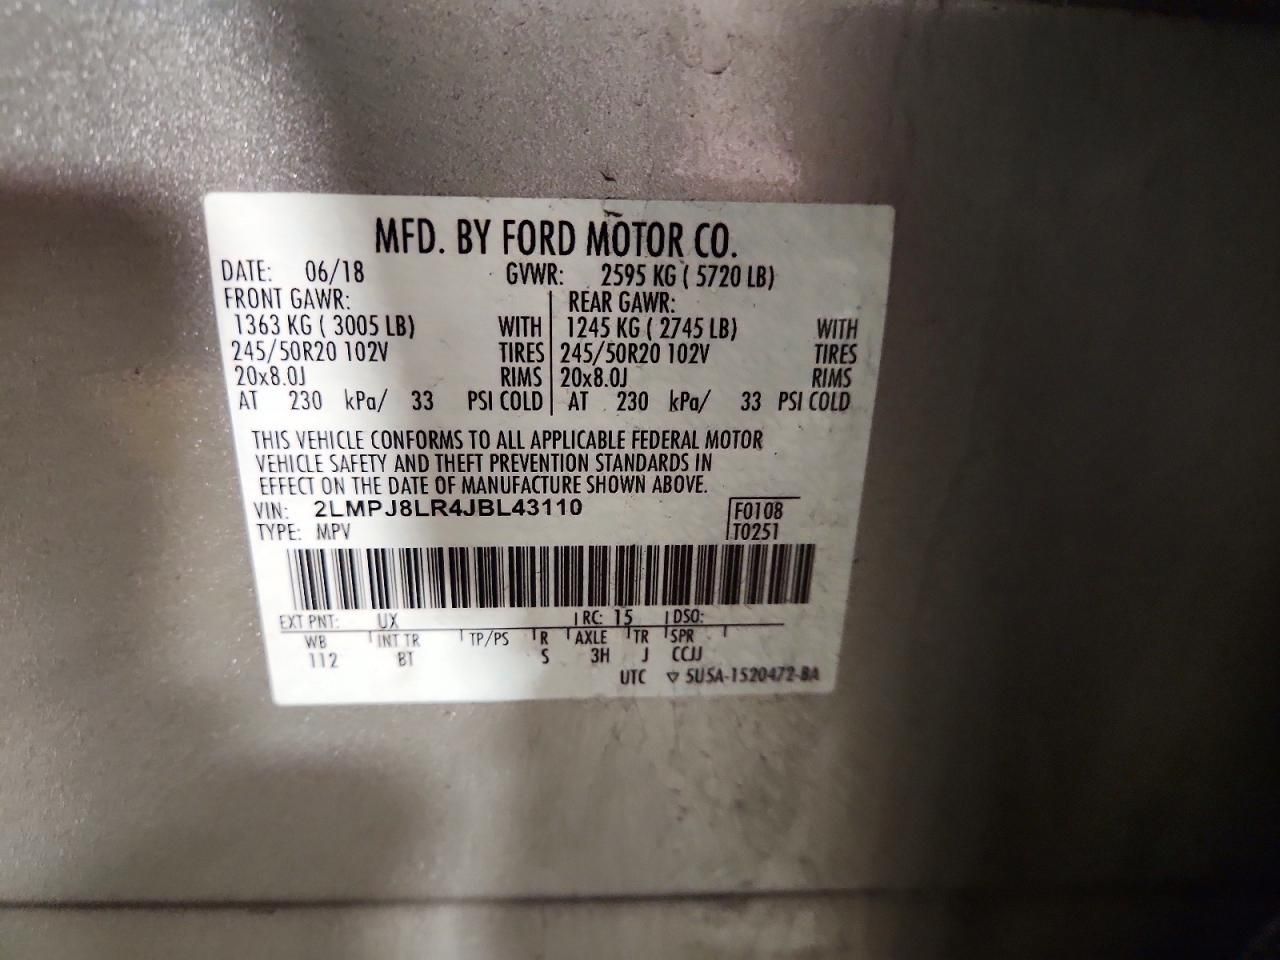 MFD. BY FORD MOTOR CO.
DATE: 06/18 GVWR: 2595 KG ( 5720 LB)
FRONT GAWR: REAR GAWR:
1363 KG ( 3005 LB) WITH 1245 KG ( 2745 LB) WITH
245/50R20 102V TIRES 245/50R20 102V TIRES
20x8.0J RIMS 20x8.0J RIMS
AT 230 kPa/ 33 PSI COLD AT 230 kPa/ 33 PSI COLD
THIS VEHICLE CONFORMS TO ALL APPLICABLE FEDERAL MOTOR
VEHICLE SAFETY AND THEFT PREVENTION STANDARDS IN
EFFECT ON THE DATE OF MANUFACTURE SHOWN ABOVE.
VIN: 2LMPJ8LR4JBL43110 F0108
TYPE: MPV T0251
EXT PNT: UX RC: 15 DSO:
WB INT TR TP/PS R AXLE TR SPR
112 BT S 3H J CCJJ
UTC ▽ 5U5A-1520472-BA